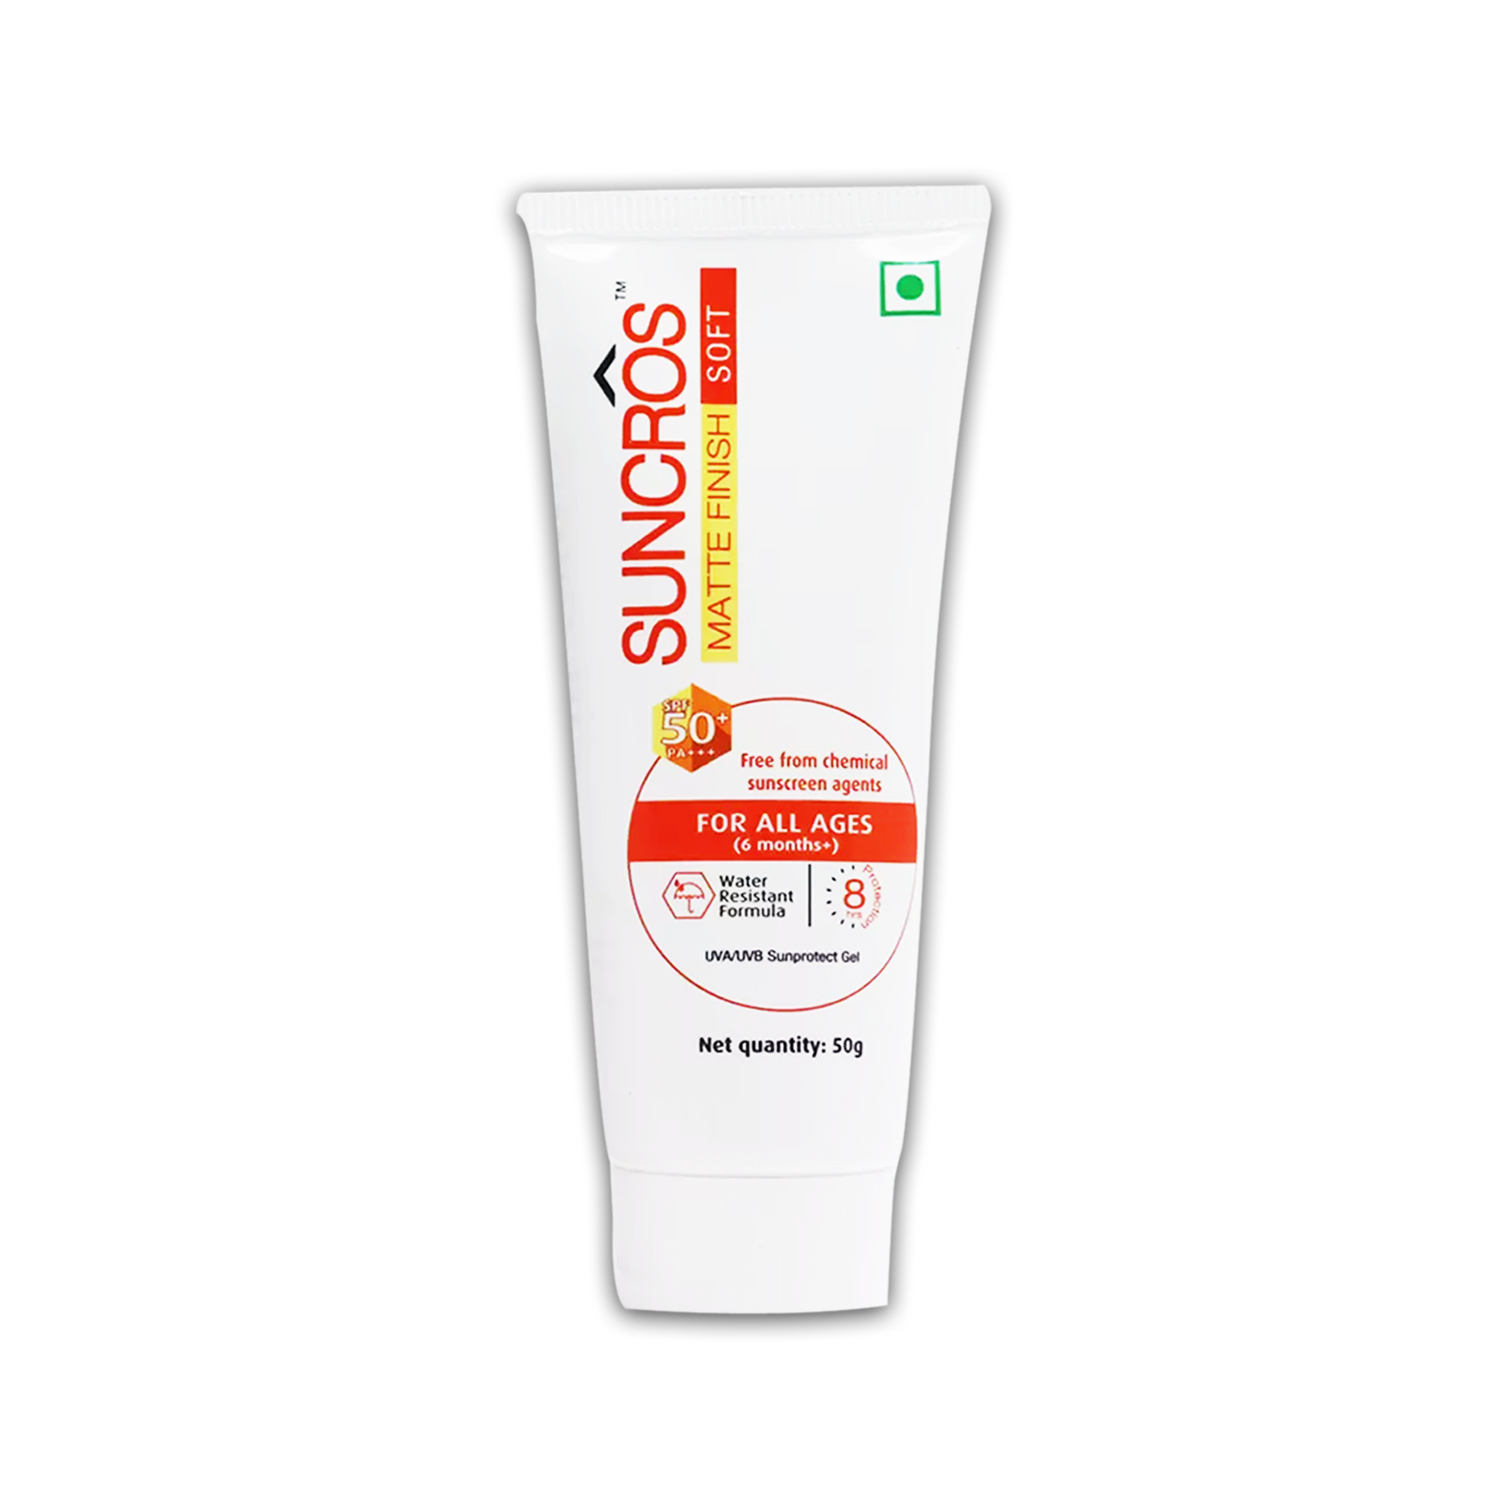 SUNCROS™
MATTE FINISH SOFT
SPF
50+
PA+++
Free from chemical
sunscreen agents
FOR ALL AGES
(6 months+)
Water
Resistant
Formula
8
hrs
Protection
UVA/UVB Sunprotect Gel
Net quantity: 50g